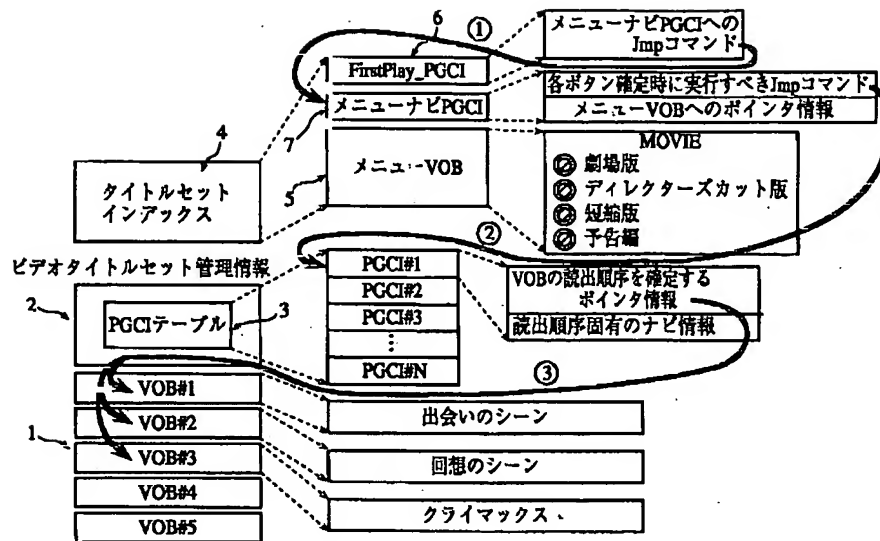 6
①
メニューナビPGCIへの
Jmpコマンド
FirstPlay_PGCI
各ボタン確定時に実行すべきJmpコマンド
メニューナビPGCI
メニューVOBへのポインタ情報
7
4
MOVIE
劇場版
ディレクターズカット版
短縮版
予告編
メニューVOB
5
タイトルセット
インデックス
②
ビデオタイトルセット管理情報
PGCI#1
PGCI#2
PGCI#3
⋮
PGCI#N
VOBの読出順序を確定する
ポインタ情報
読出順序固有のナビ情報
2
PGCIテーブル
3
③
VOB#1
VOB#2
VOB#3
VOB#4
VOB#5
1
出会いのシーン
回想のシーン
クライマックス